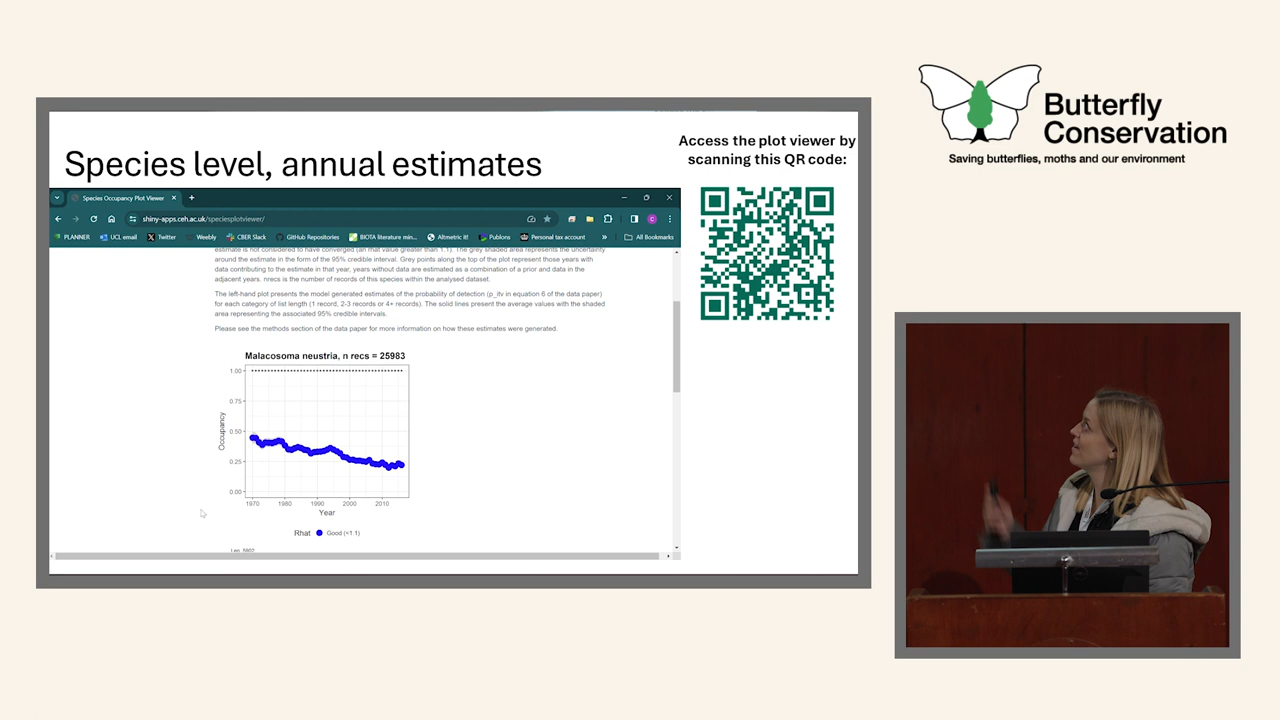 Species level, annual estimates
Access the plot viewer by
scanning this QR code:
Species Occupancy Plot Viewer
shiny-apps.ceh.ac.uk/speciesplotviewer/
PLANNER UCL email Twitter Weebly CBER Slack GitHub Repositories BIOTA literature min... Altmetric it! Publons Personal tax account » All Bookmarks
estimate is not considered to have converged (an rhat value greater than 1.1). The grey shaded area represents the uncertainty
around the estimate in the form of the 95% credible interval. Grey points along the top of the plot represent those years with
data contributing to the estimate in that year, years without data are estimated as a combination of a prior and data in the
adjacent years. nrecs is the number of records of this species within the analysed dataset.
The left-hand plot presents the model generated estimates of the probability of detection (p_itv in equation 6 of the data paper)
for each category of list length (1 record, 2-3 records or 4+ records). The solid lines present the average values with the shaded
area representing the associated 95% credible intervals.
Please see the methods section of the data paper for more information on how these estimates were generated.
Malacosoma neustria, n recs = 25983
1.00
0.75
0.50
0.25
0.00
Occupancy
1970 1980 1990 2000 2010
Year
Rhat Good (<1.1)
Butterfly
Conservation
Saving butterflies, moths and our environment